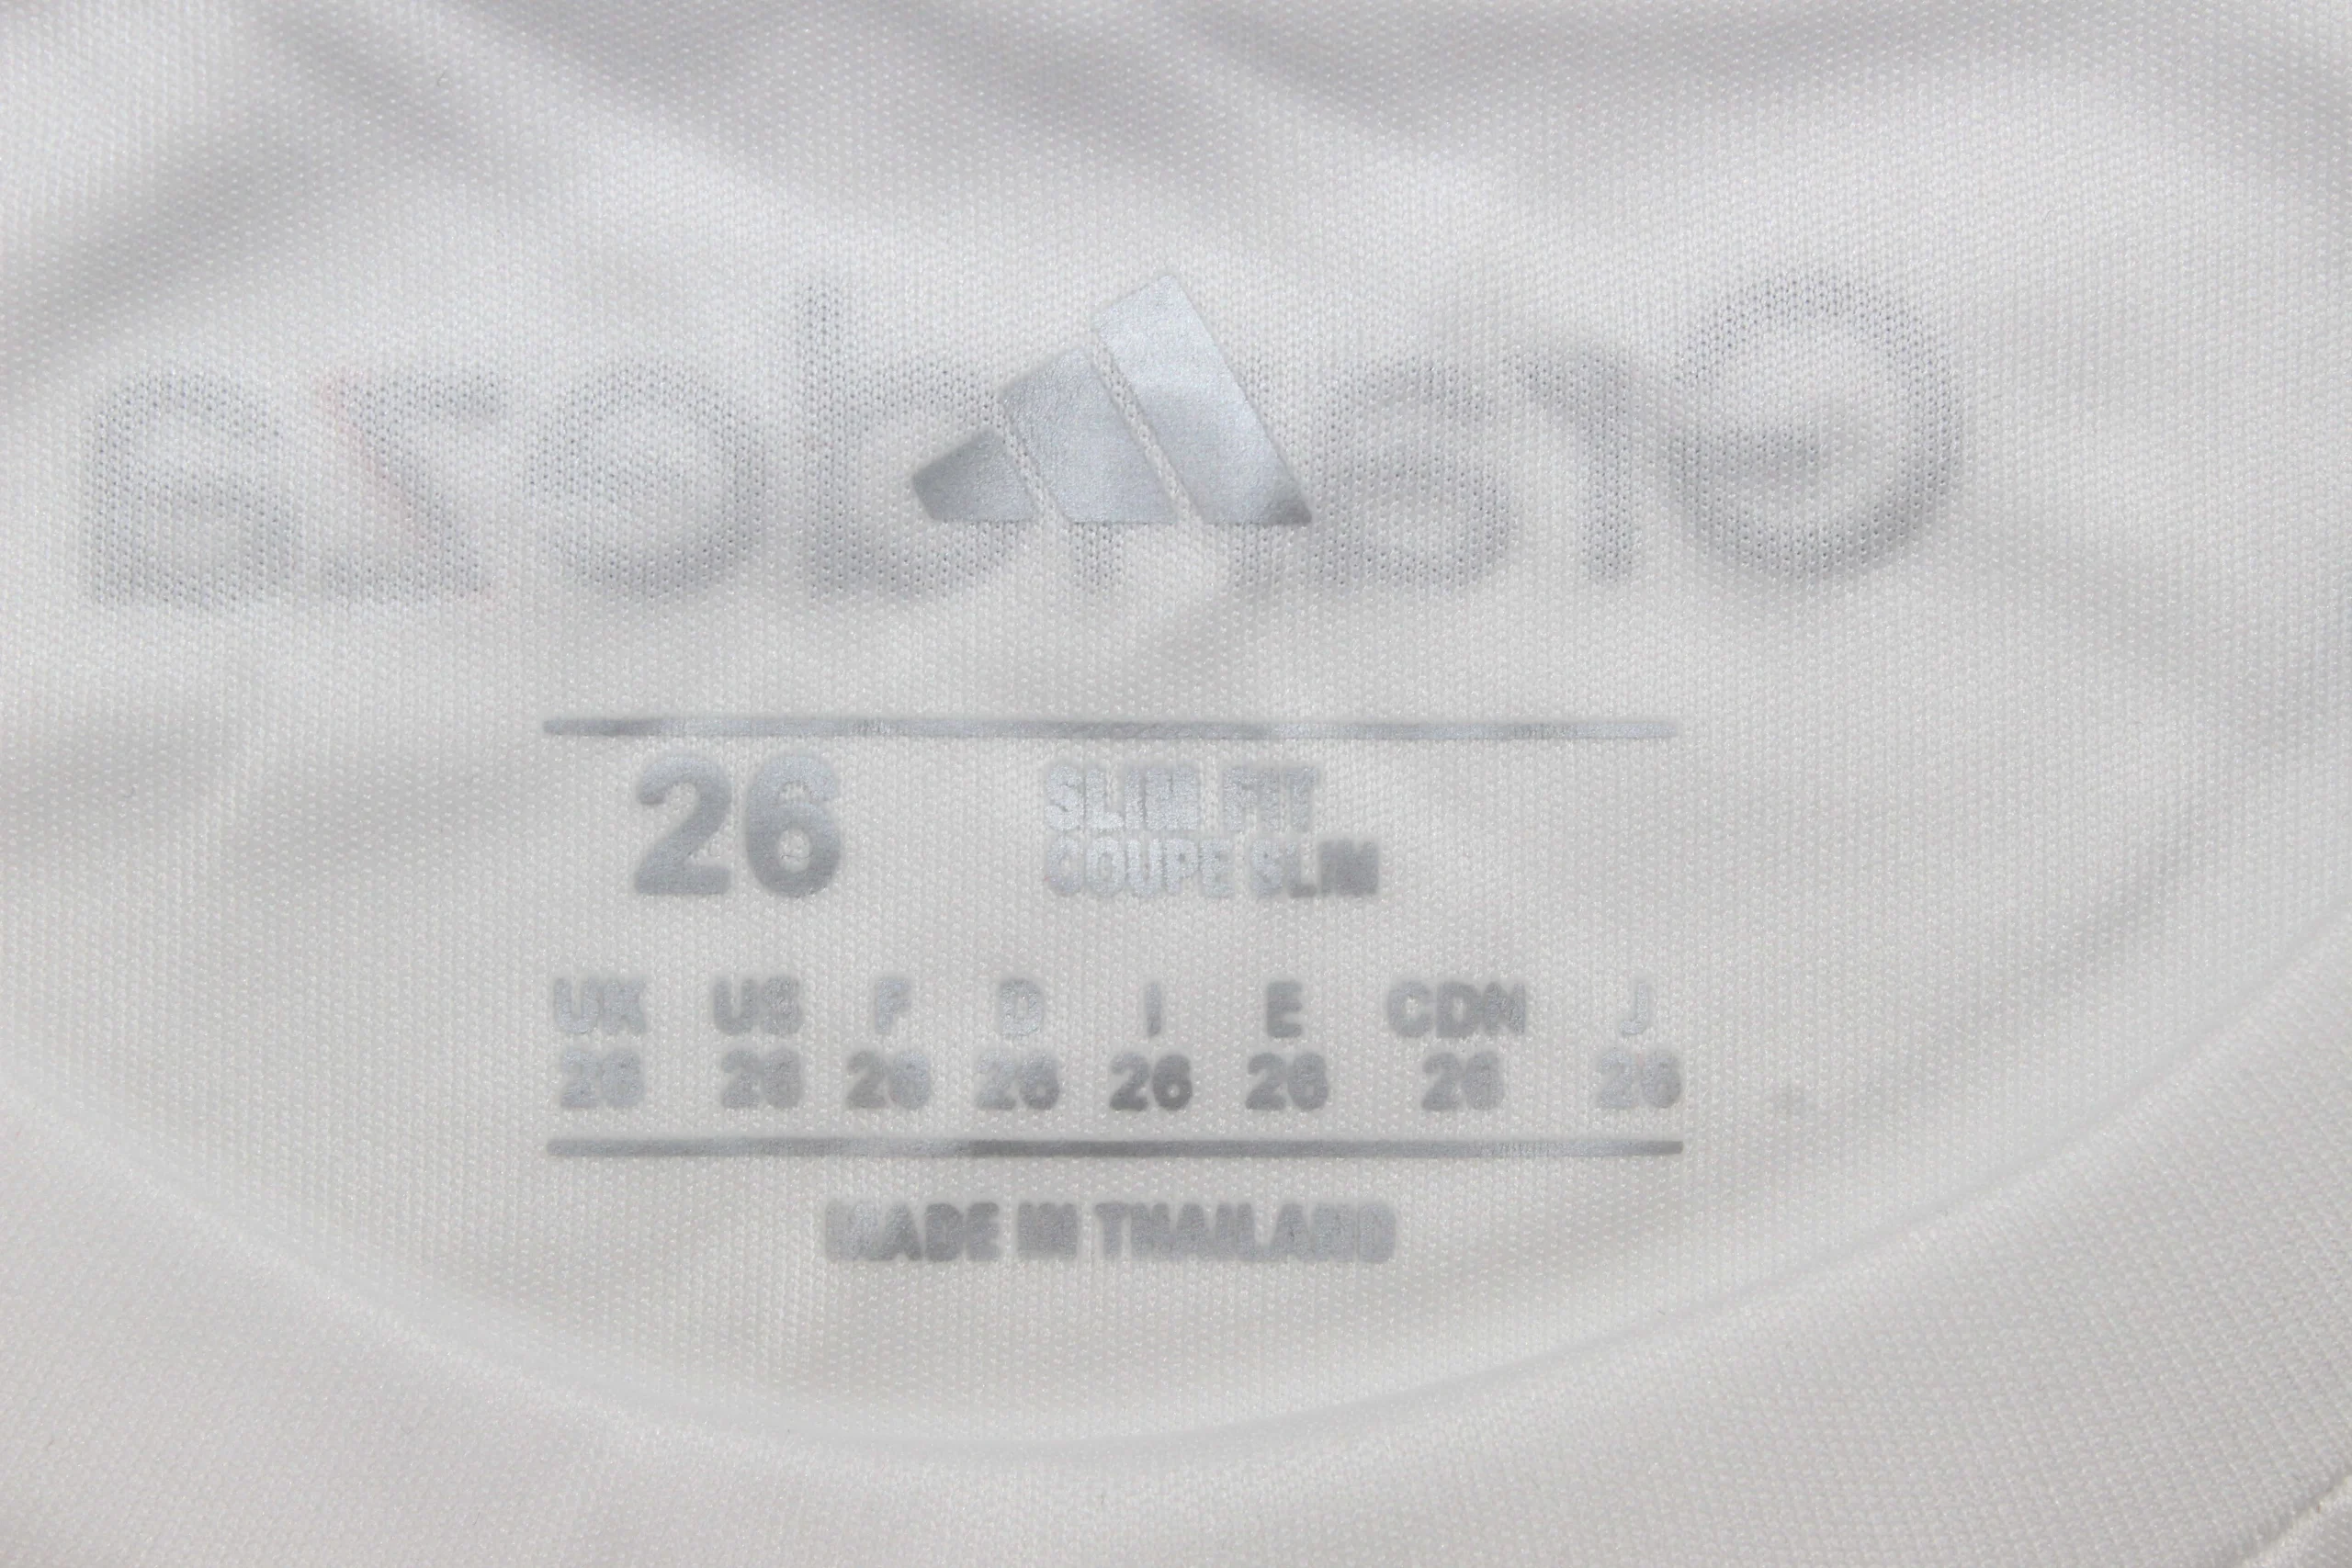 26 SLIM FIT
COUPE SLIM
UK US F D I E CDN J
26 26 26 26 26 26 26 26
MADE IN THAILAND